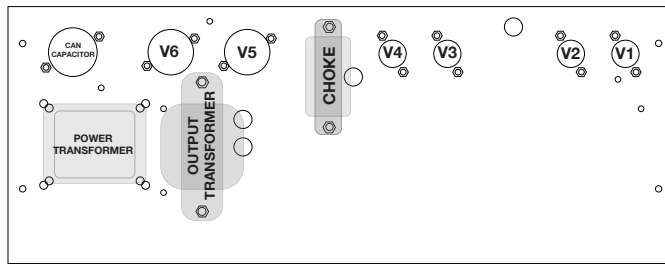 CAN
CAPACITOR
V6
V5
CHOKE
V4
V3
V2
V1
POWER
TRANSFORMER
OUTPUT
TRANSFORMER